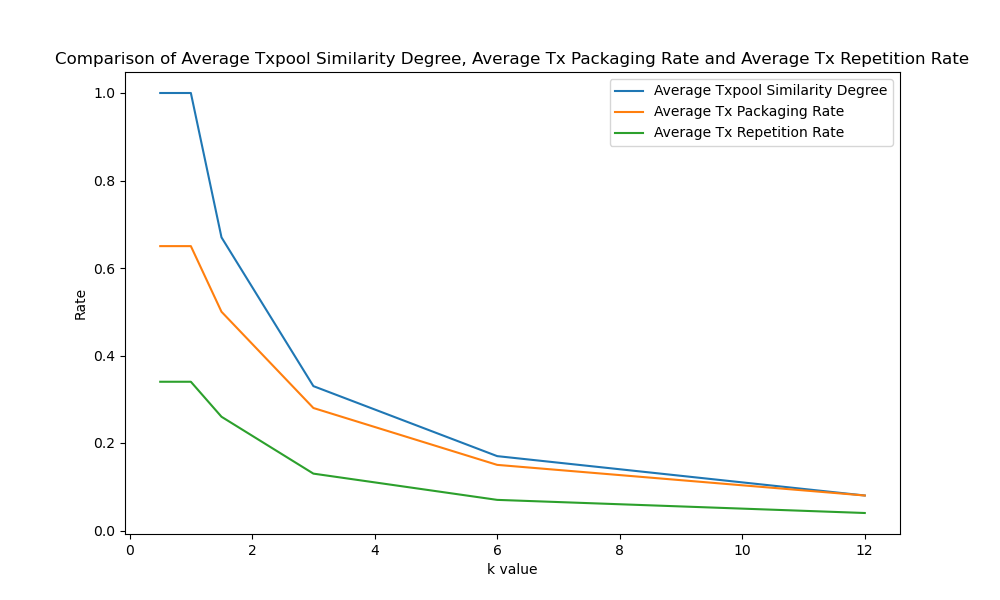 Comparison of Average Txpool Similarity Degree, Average Tx Packaging Rate and Average Tx Repetition Rate
Average Txpool Similarity Degree
Average Tx Packaging Rate
Average Tx Repetition Rate
1.0
0.8
0.6
0.4
0.2
0.0
Rate
0 2 4 6 8 10 12
k value